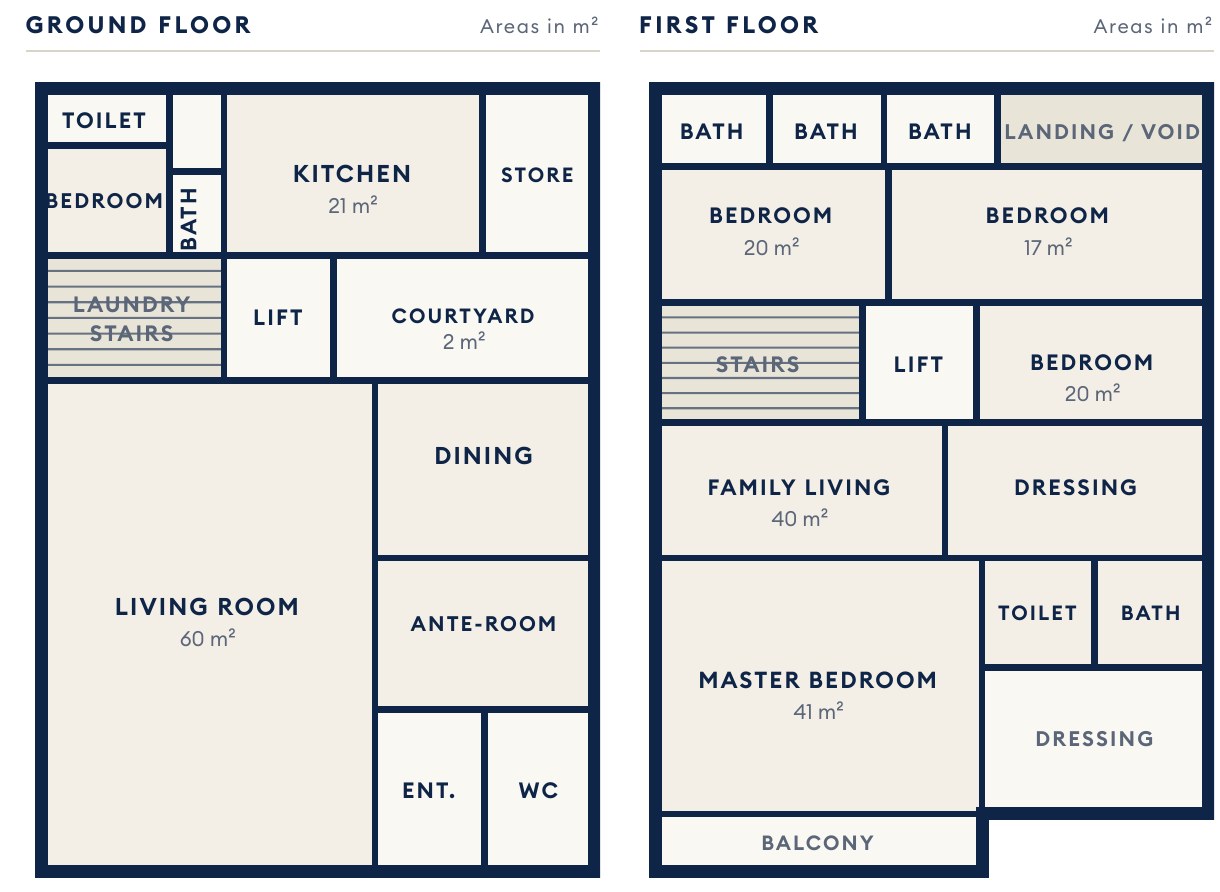 GROUND FLOOR
Areas in m²
TOILET
BEDROOM
BATH
KITCHEN
21 m²
STORE
LAUNDRY
STAIRS
LIFT
COURTYARD
2 m²
LIVING ROOM
60 m²
DINING
ANTE-ROOM
ENT.
WC
FIRST FLOOR
Areas in m²
BATH
BATH
BATH
LANDING / VOID
BEDROOM
20 m²
BEDROOM
17 m²
STAIRS
LIFT
BEDROOM
20 m²
FAMILY LIVING
40 m²
DRESSING
MASTER BEDROOM
41 m²
TOILET
BATH
DRESSING
BALCONY